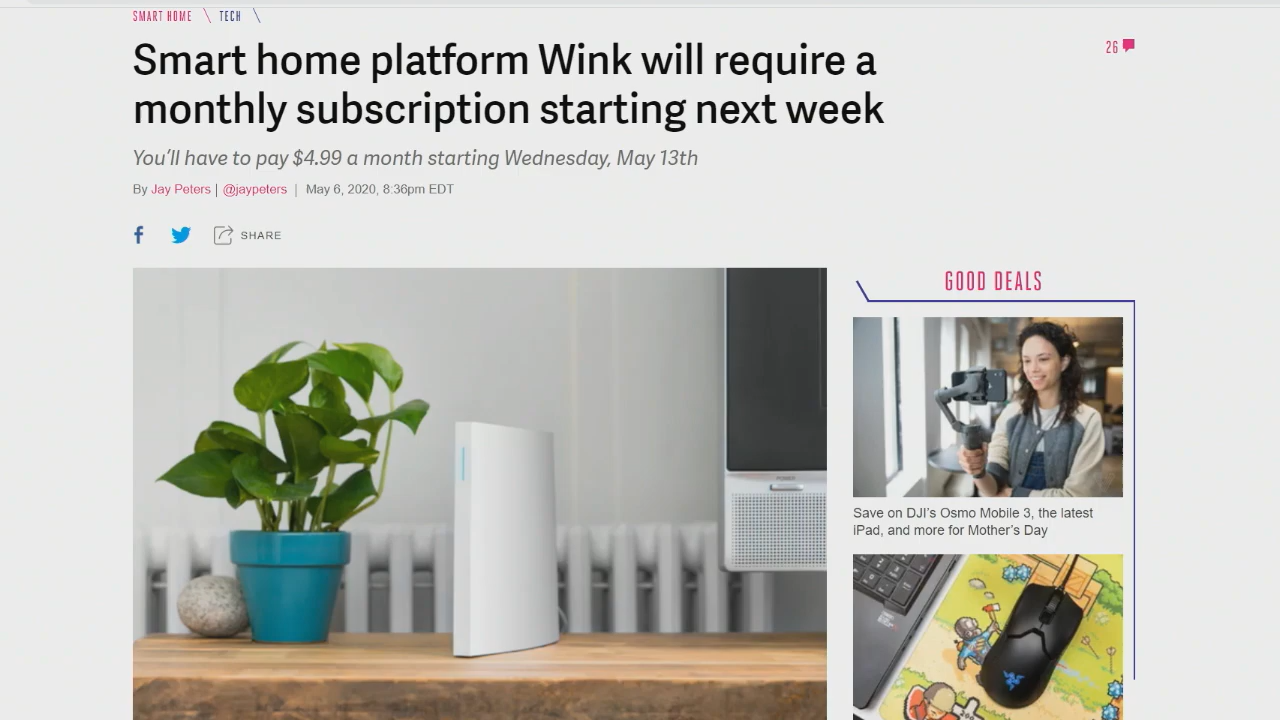 SMART HOME \ TECH \
Smart home platform Wink will require a
monthly subscription starting next week
26
You'll have to pay $4.99 a month starting Wednesday, May 13th
By Jay Peters | @jaypeters | May 6, 2020, 8:36pm EDT
SHARE
GOOD DEALS
Save on DJI's Osmo Mobile 3, the latest
iPad, and more for Mother's Day